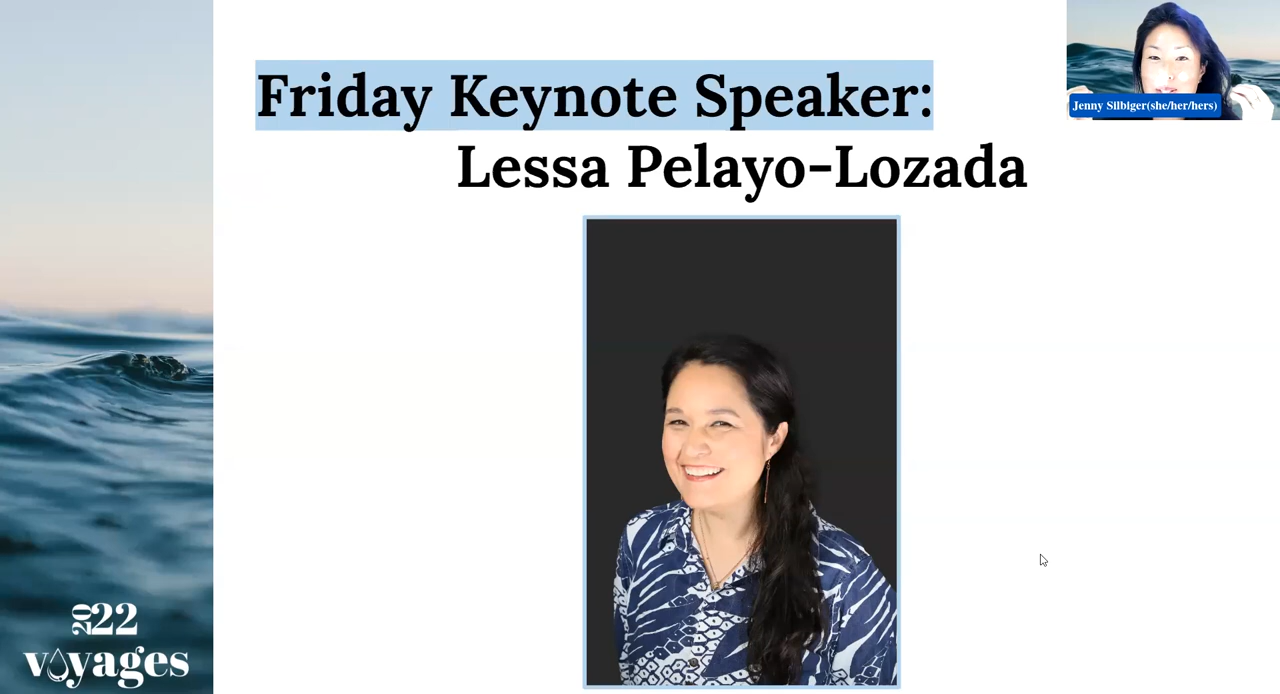 Friday Keynote Speaker:
Lessa Pelayo-Lozada
Jenny Silbiger(she/her/hers)
2022
voyages